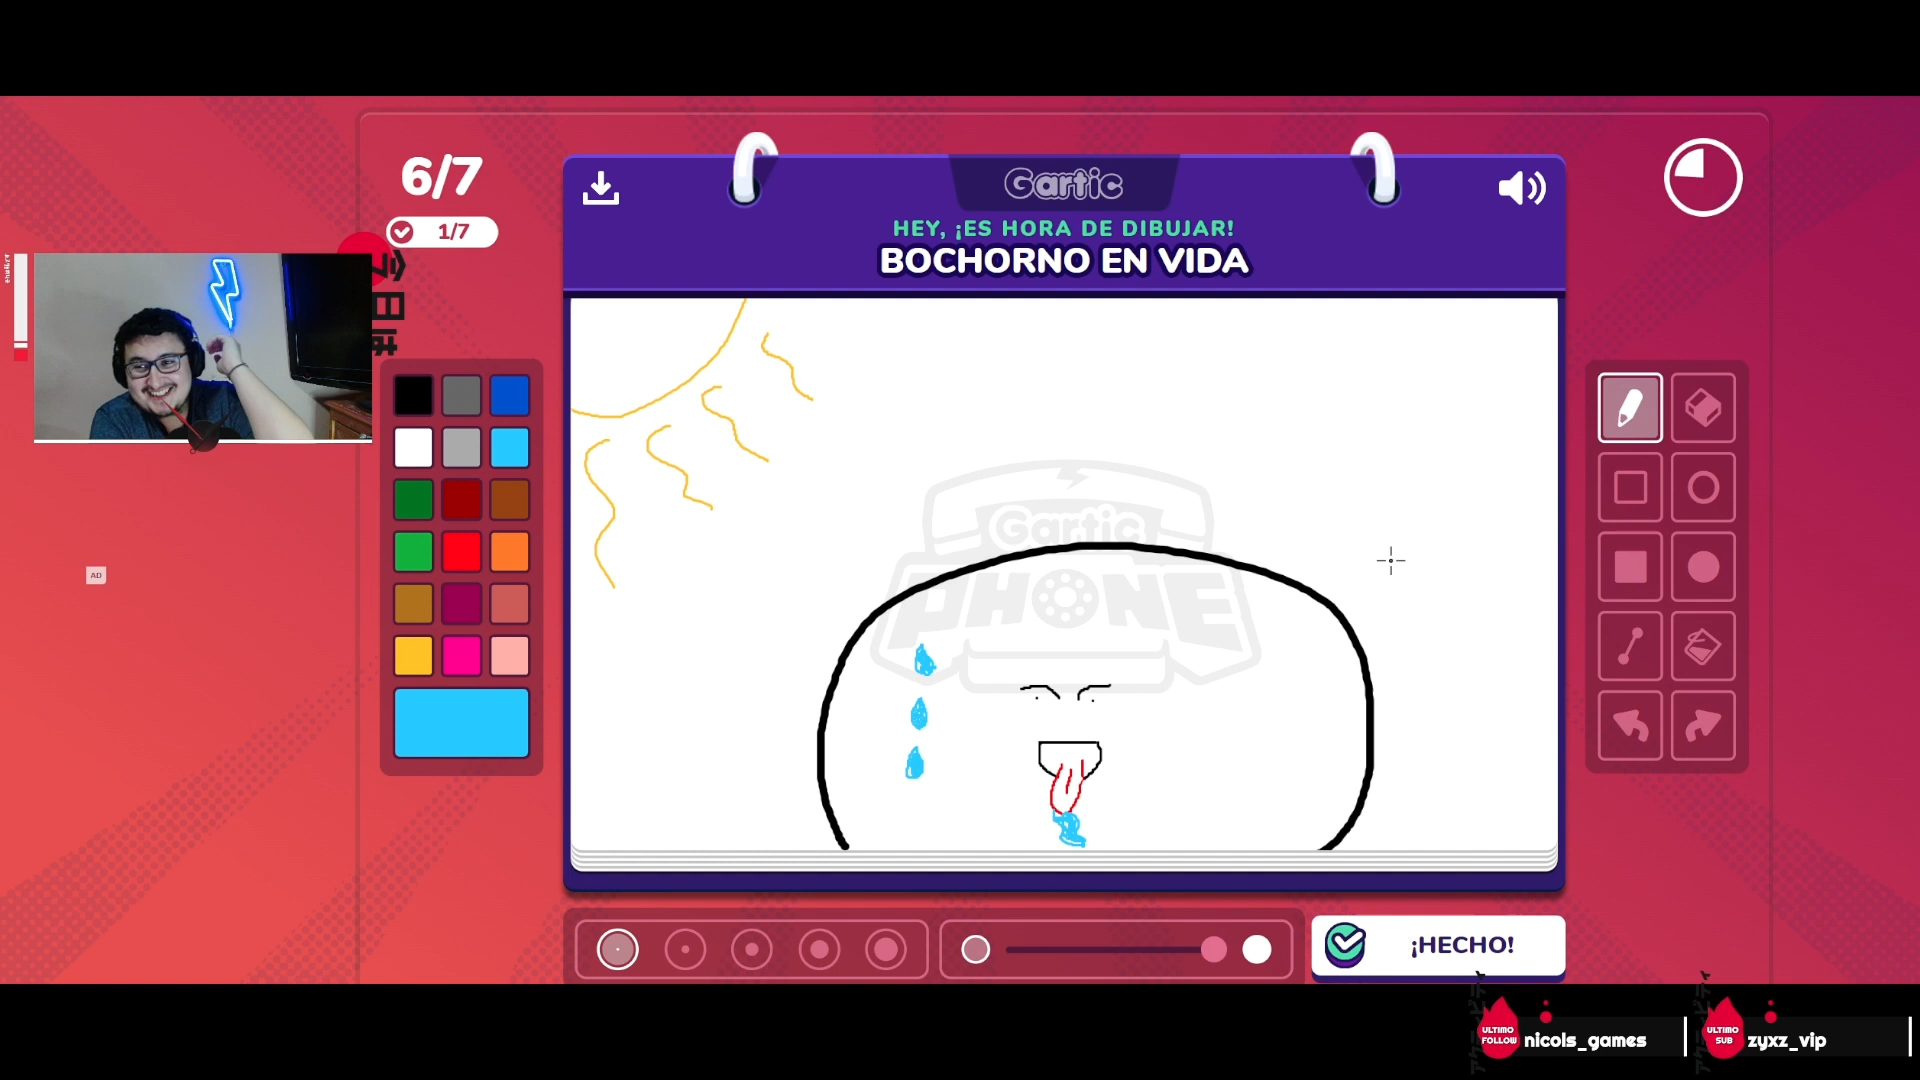 6/7
1/7
Gartic
HEY, ¡ES HORA DE DIBUJAR!
BOCHORNO EN VIDA
Gartic
PHONE
AD
¡HECHO!
ULTIMO
FOLLOW
nicols_games
ULTIMO
SUB
zyxz_vip